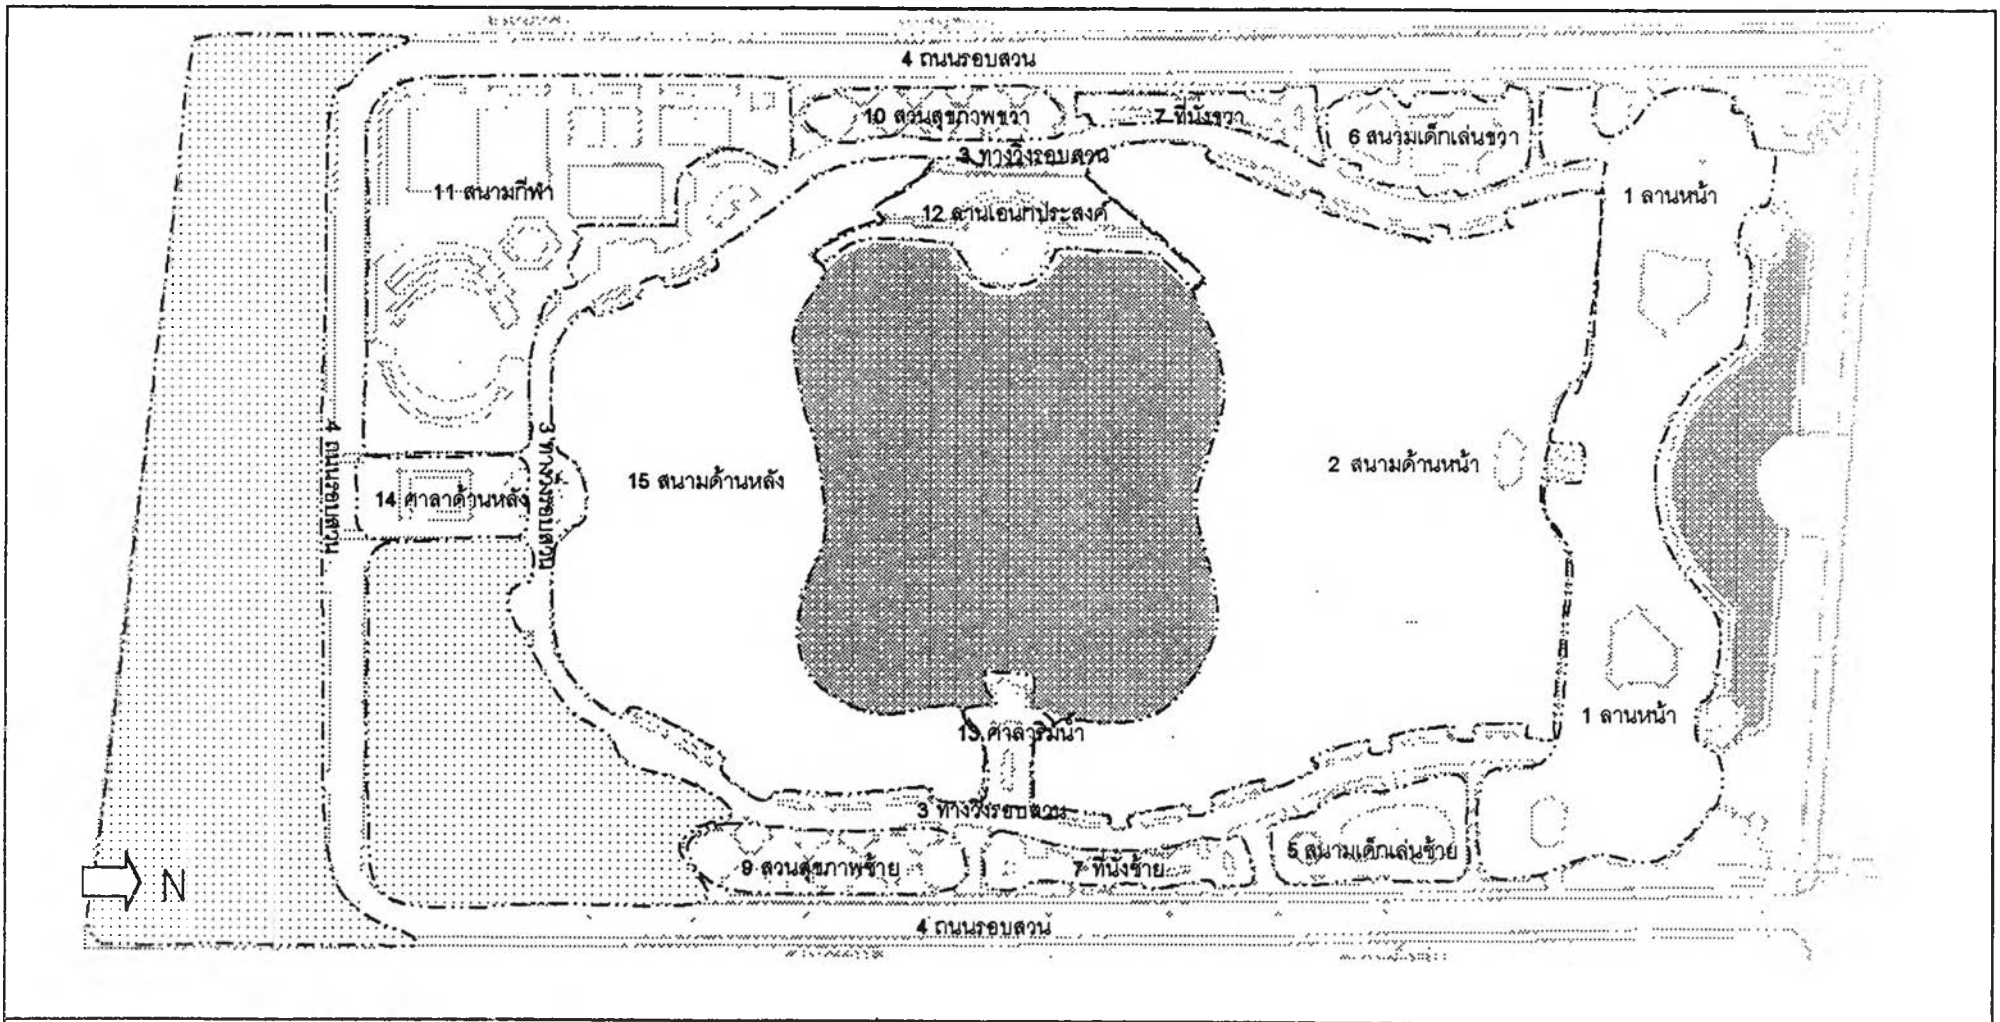 4 ถนนรอบสวน
10 สวนสุขภาพขวา
7 ที่นั่งขวา
6 สนามเด็กเล่นขวา
3 ทางวิ่งรอบสวน
11 สนามกีฬา
1 ลานหน้า
12 ลานเอนกประสงค์
4 ถนนรอบสวน
3 ทางวิ่งรอบสวน
15 สนามด้านหลัง
2 สนามด้านหน้า
14 ศาลาด้านหลัง
1 ลานหน้า
13 ศาลาริมน้ำ
3 ทางวิ่งรอบสวน
5 สนามเด็กเล่นซ้าย
9 สวนสุขภาพซ้าย
7 ที่นั่งซ้าย
N
4 ถนนรอบสวน